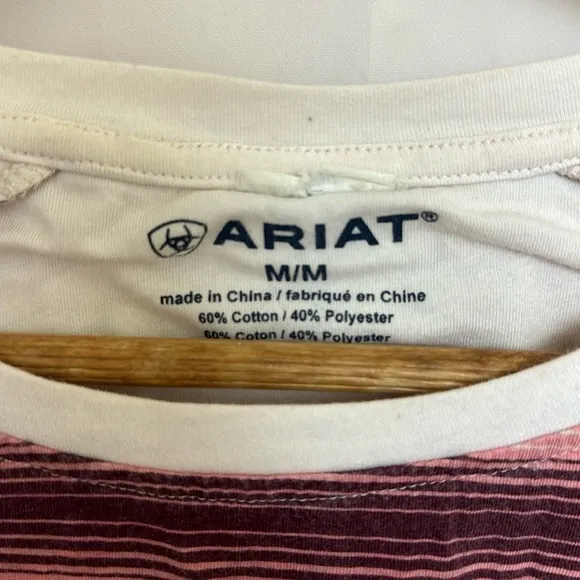 ARIAT®
M/M
made in China / fabriqué en Chine
60% Cotton / 40% Polyester
60% Coton / 40% Polyester